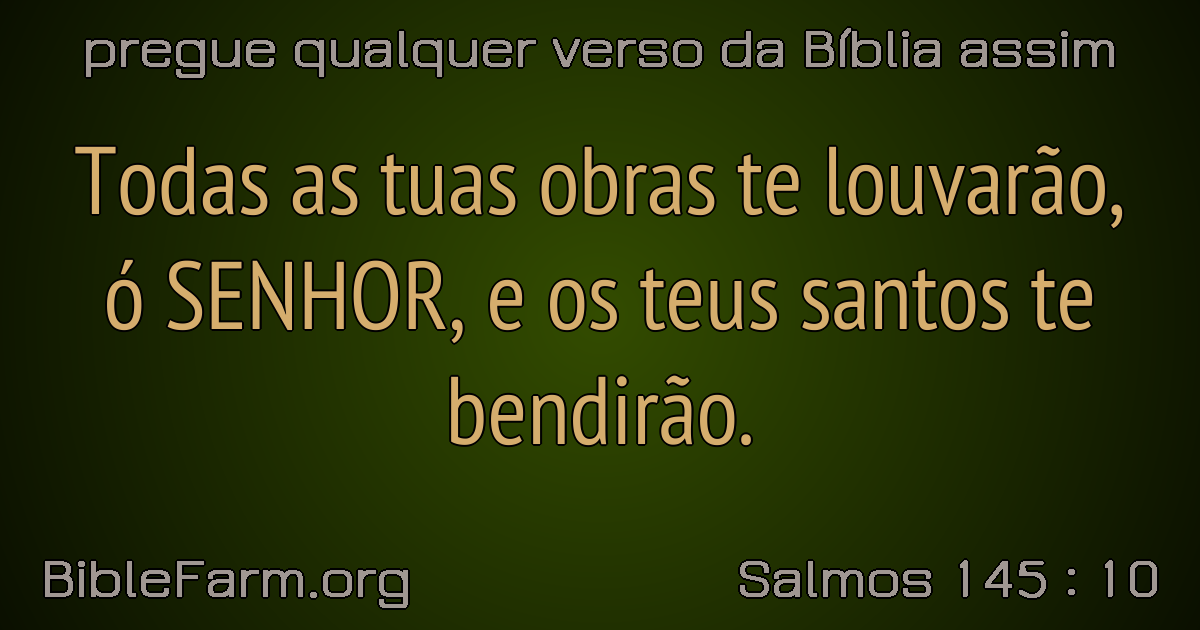 pregue qualquer verso da Bíblia assim
Todas as tuas obras te louvarão,
ó SENHOR, e os teus santos te
bendirão.
BibleFarm.org
Salmos 145 : 10